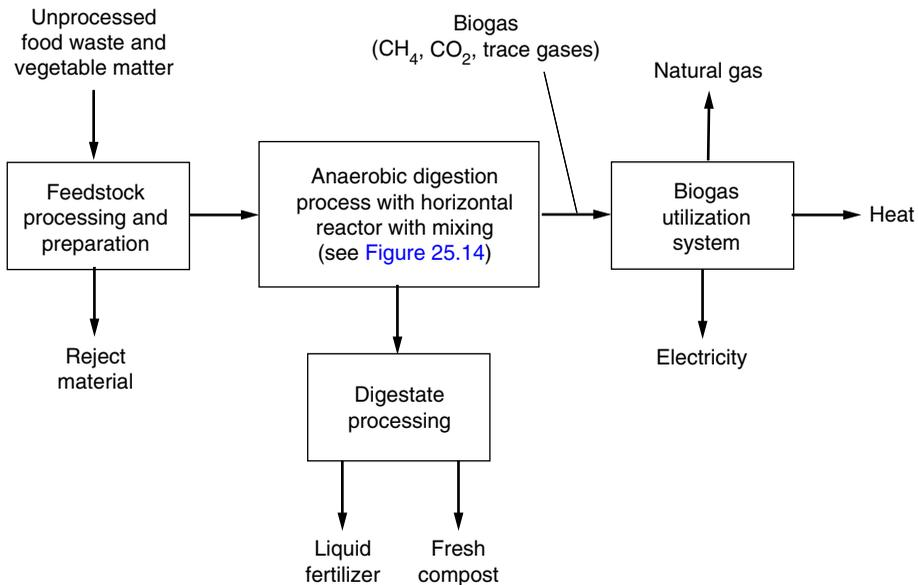 Unprocessed
food waste and
vegetable matter
Biogas
(CH4, CO2, trace gases)
Natural gas
Feedstock
processing and
preparation
Anaerobic digestion
process with horizontal
reactor with mixing
(see Figure 25.14)
Biogas
utilization
system
Heat
Reject
material
Electricity
Digestate
processing
Liquid
fertilizer
Fresh
compost